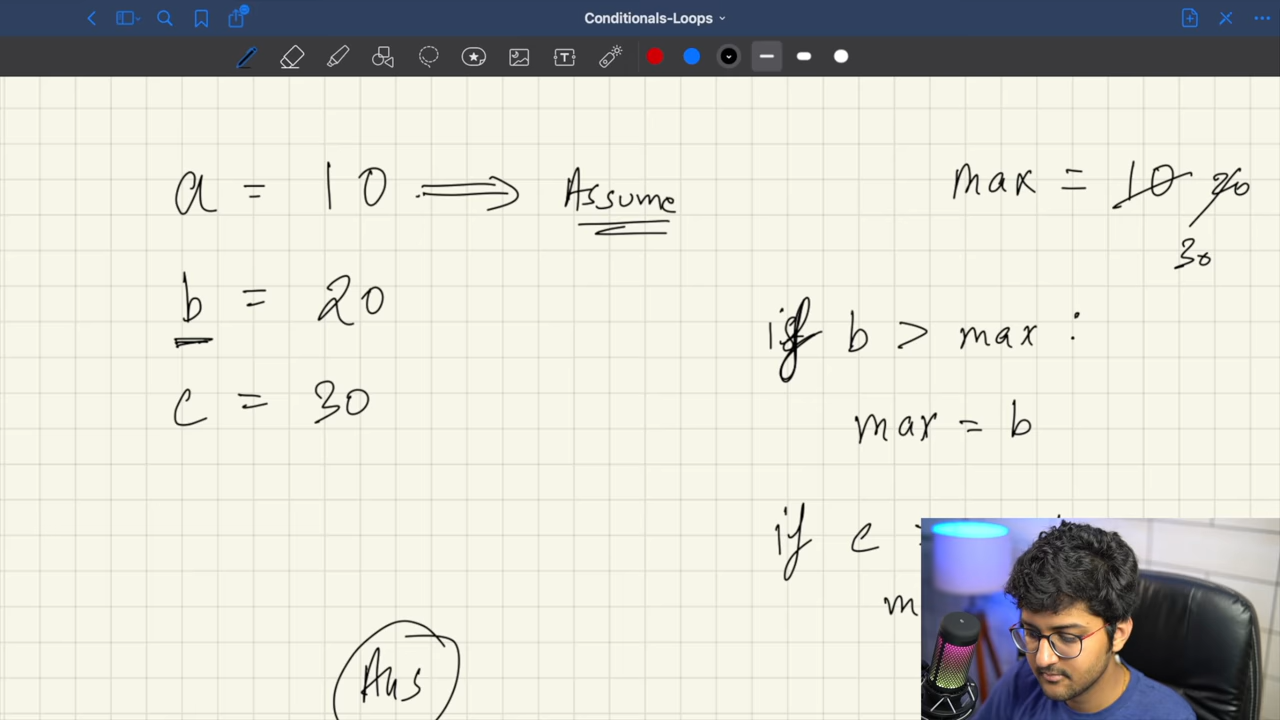 Conditionals-Loops
a = 10 ⟹ Assume
b = 20
c = 30
max = 10 20
30
if b > max :
max = b
if c
m
Ans